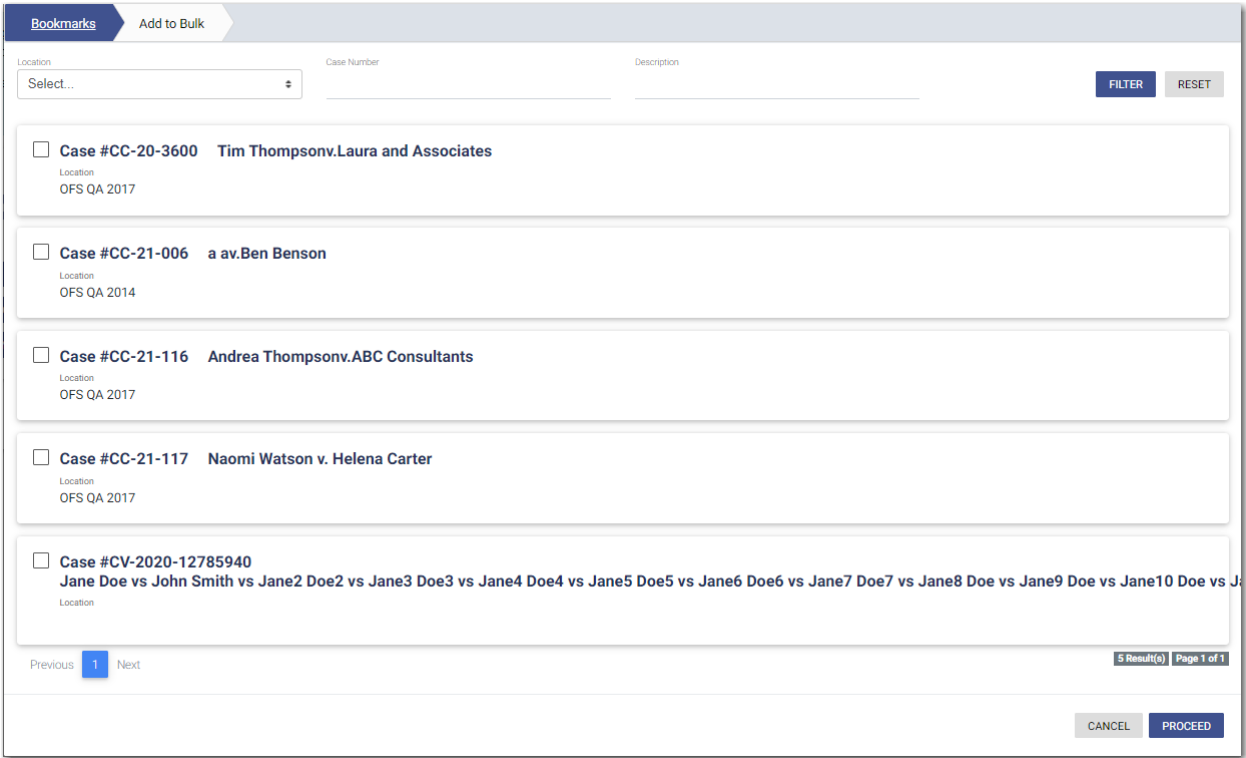 Bookmarks Add to Bulk
Location Case Number Description
Select...
FILTER RESET
Case #CC-20-3600 Tim Thompsonv.Laura and Associates
Location
OFS QA 2017
Case #CC-21-006 a av.Ben Benson
Location
OFS QA 2014
Case #CC-21-116 Andrea Thompsonv.ABC Consultants
Location
OFS QA 2017
Case #CC-21-117 Naomi Watson v. Helena Carter
Location
OFS QA 2017
Case #CV-2020-12785940
Jane Doe vs John Smith vs Jane2 Doe2 vs Jane3 Doe3 vs Jane4 Doe4 vs Jane5 Doe5 vs Jane6 Doe6 vs Jane7 Doe7 vs Jane8 Doe vs Jane9 Doe vs Jane10 Doe vs
Location
Previous 1 Next
5 Result(s) Page 1 of 1
CANCEL PROCEED